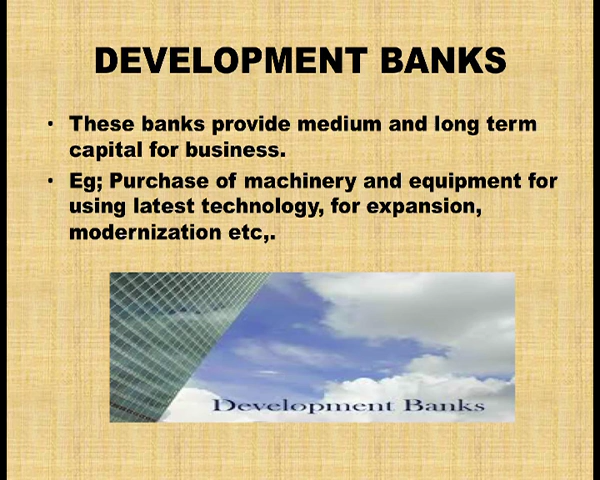 DEVELOPMENT BANKS
• These banks provide medium and long term
capital for business.
• Eg; Purchase of machinery and equipment for
using latest technology, for expansion,
modernization etc,.
Development Banks